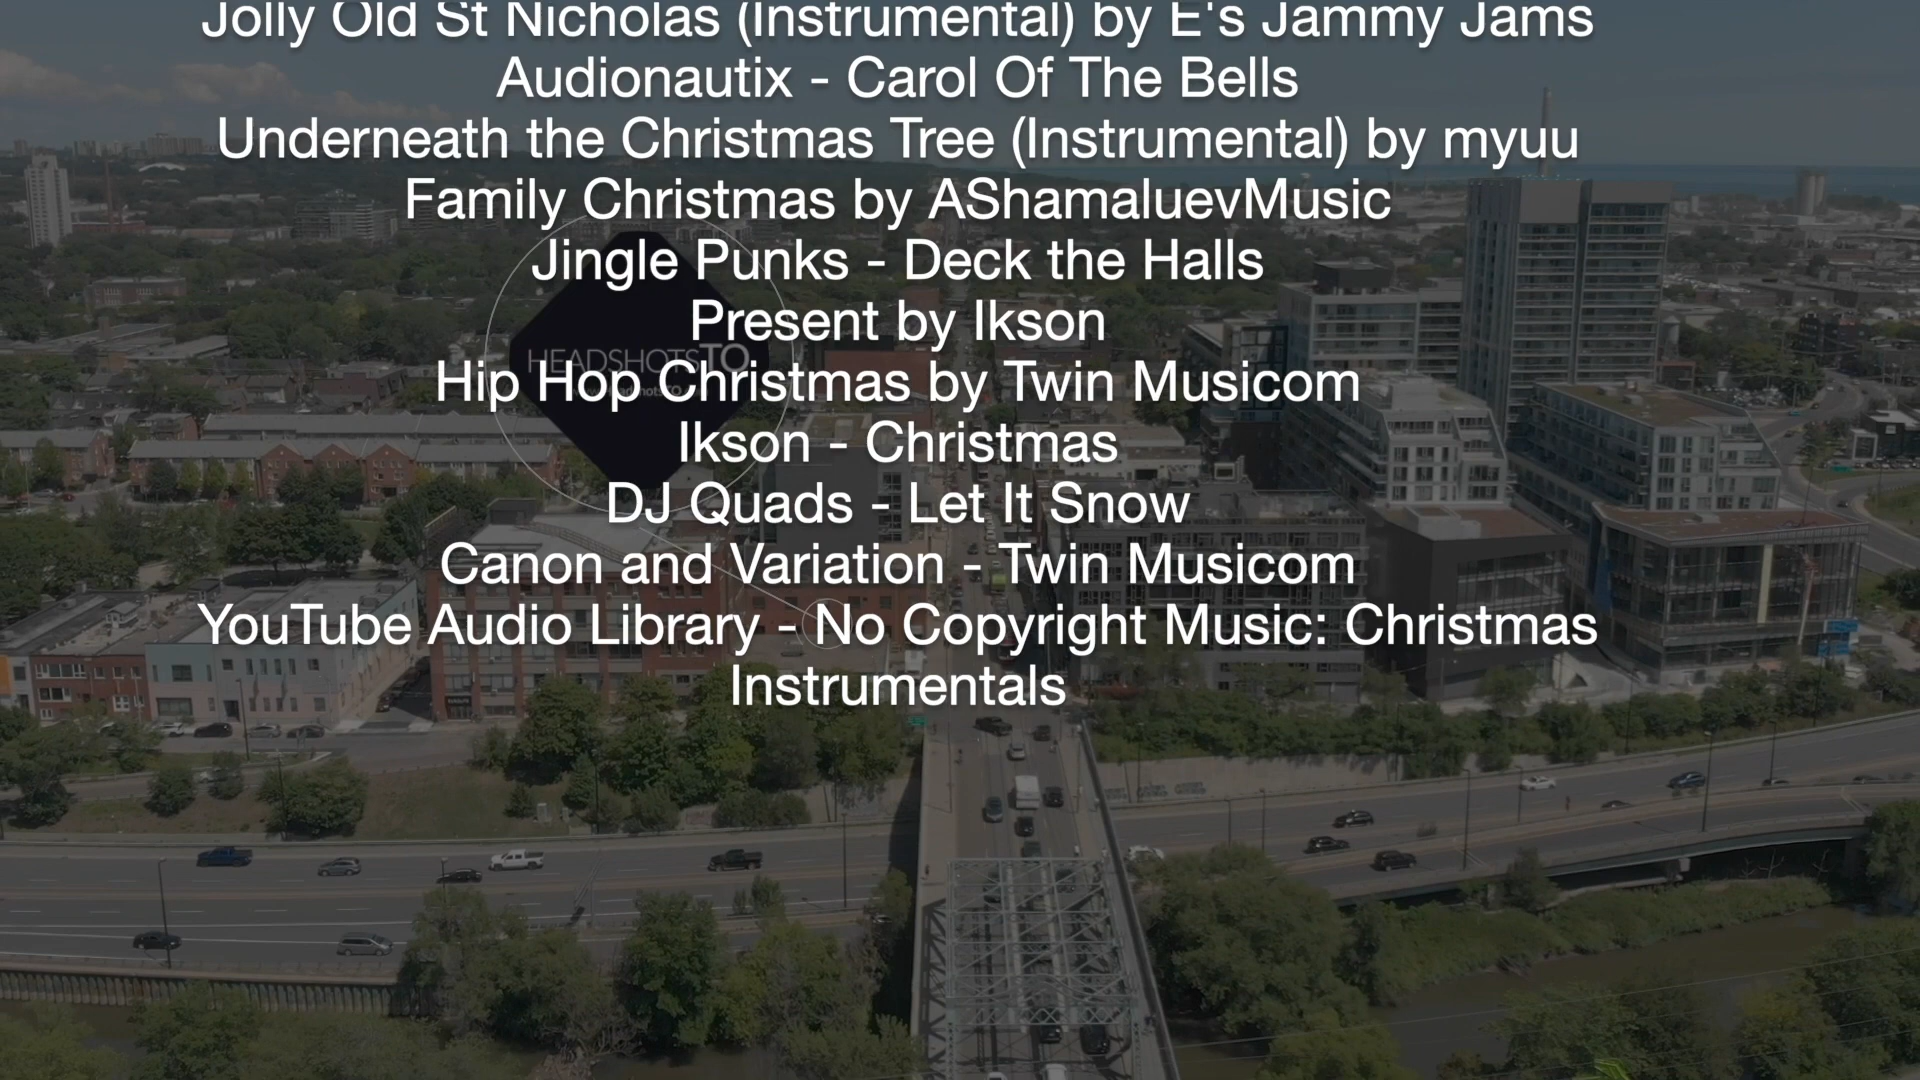 Jolly Old St Nicholas (Instrumental) by E's Jammy Jams
Audionautix - Carol Of The Bells
Underneath the Christmas Tree (Instrumental) by myuu
Family Christmas by AShamaluevMusic
Jingle Punks - Deck the Halls
Present by Ikson
HEADSHOTSTO
Hip Hop Christmas by Twin Musicom
Ikson - Christmas
DJ Quads - Let It Snow
Canon and Variation - Twin Musicom
YouTube Audio Library - No Copyright Music: Christmas
Instrumentals